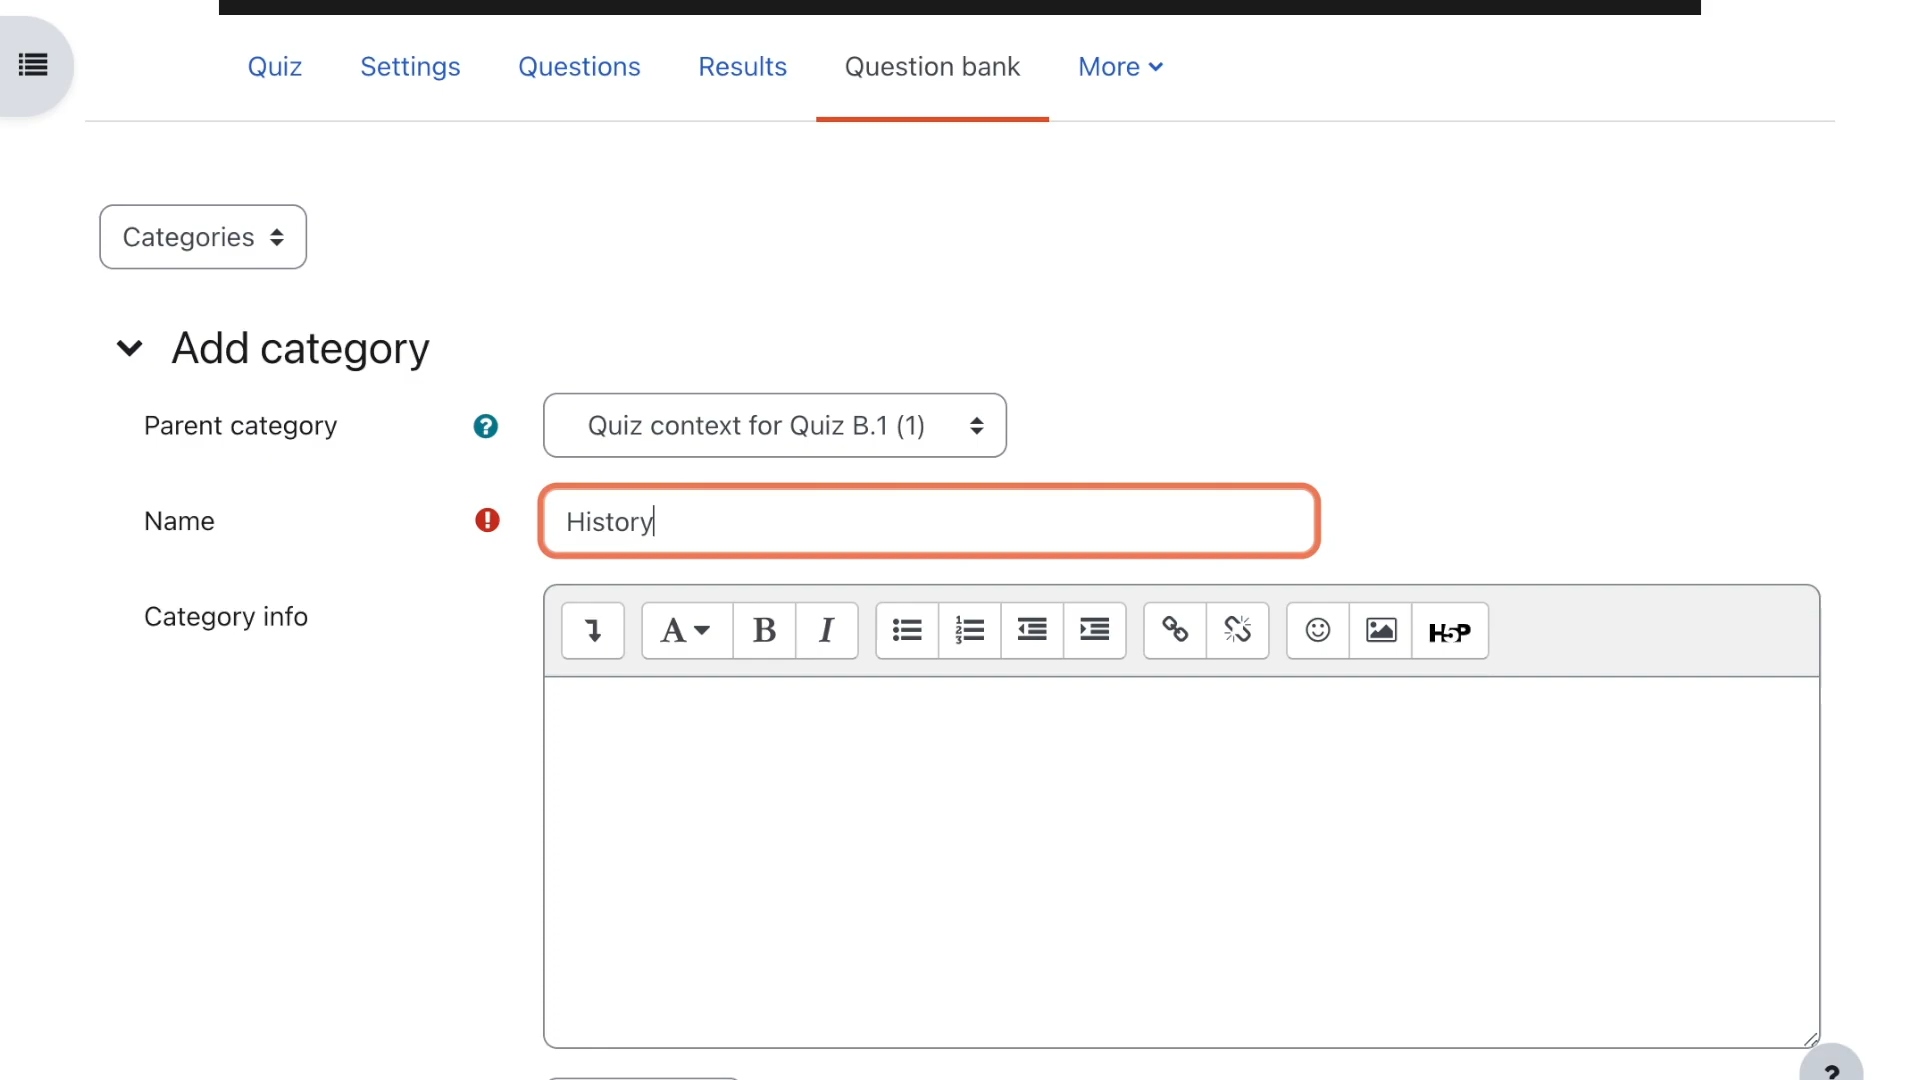 Quiz Settings Questions Results Question bank More
Categories
Add category
Parent category ? Quiz context for Quiz B.1 (1)
Name ! History
Category info
A B I H5P
?